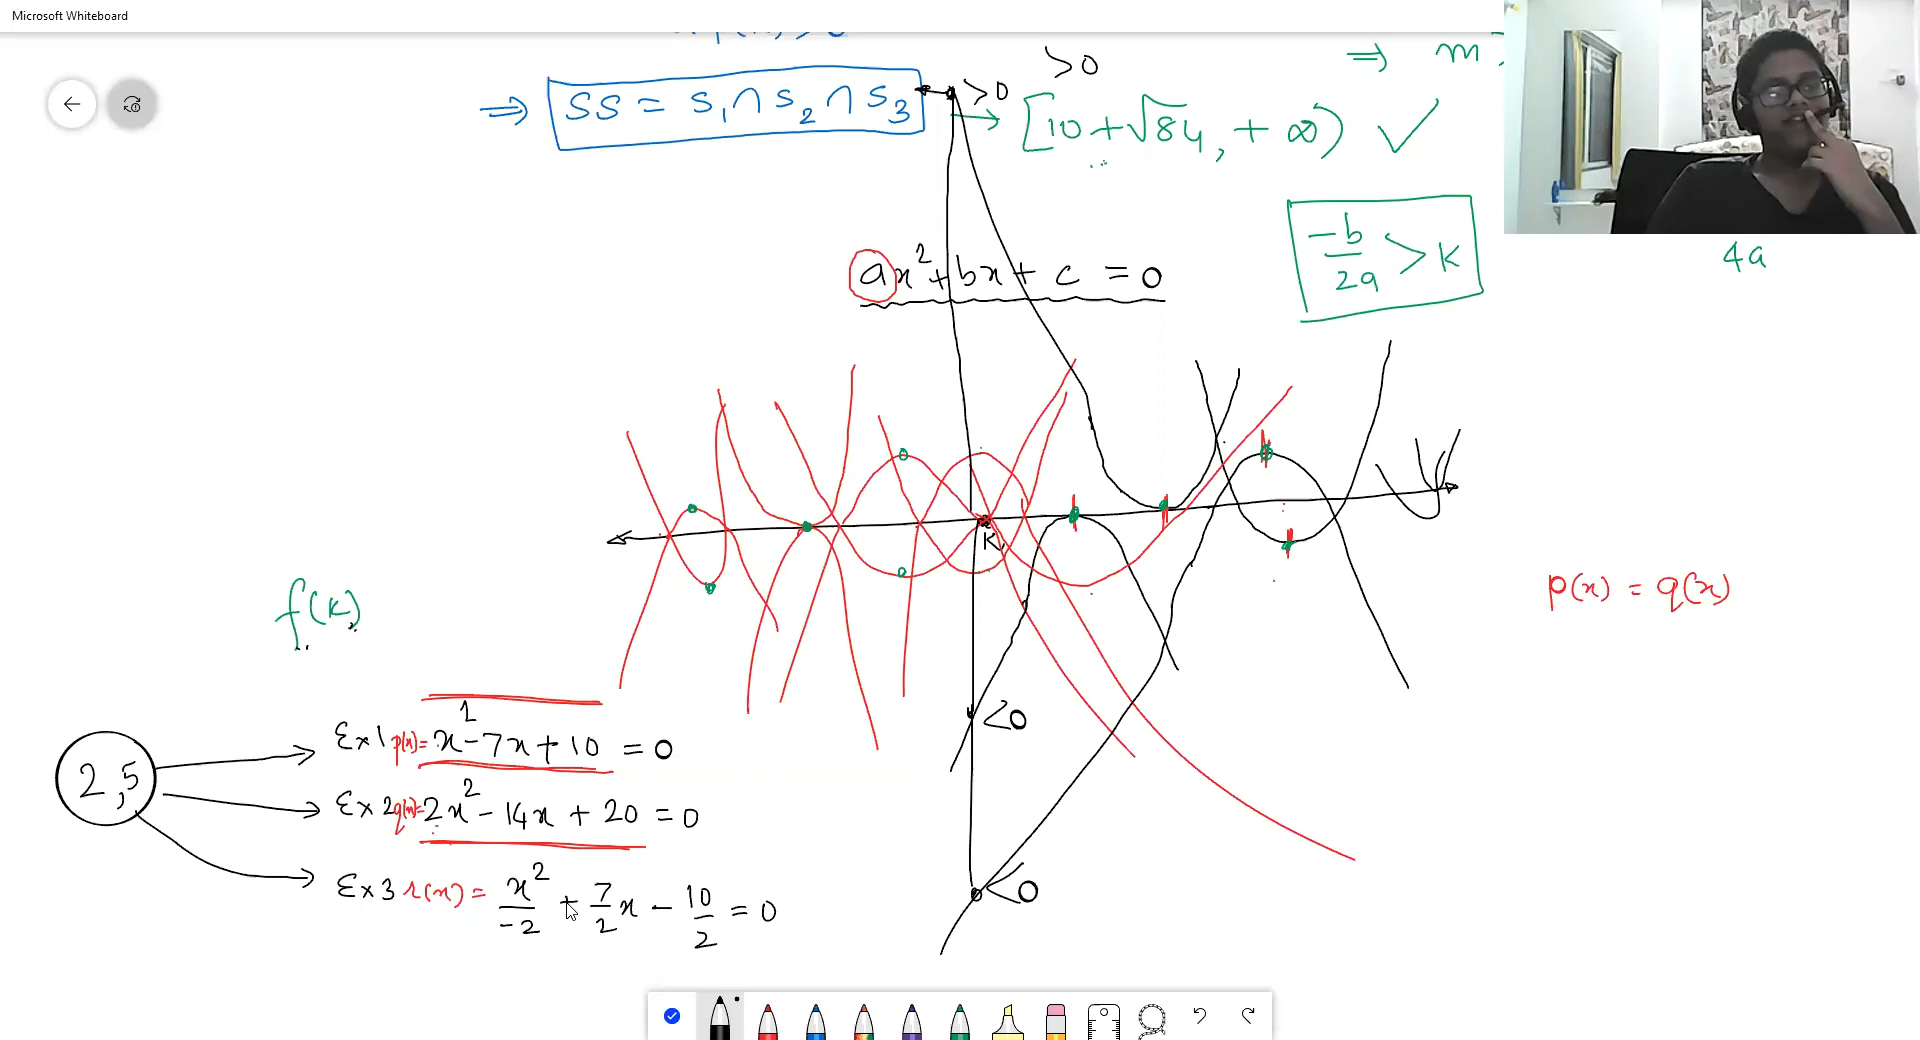 Microsoft Whiteboard
>0
⇒ m
⇒ SS = S₁∩S₂∩S₃
>0
→ [10+√84, +∞) ✓
-b/2a > K
4a
ax²+bx+c = 0
K
f(K)
p(x) = q(x)
<0
2,5
Ex1 p(x)= x²-7x+10 = 0
Ex2 q(x)= 2x²-14x+20 = 0
Ex3 r(x)= x²/-2 + 7/2 x - 10/2 = 0
<0